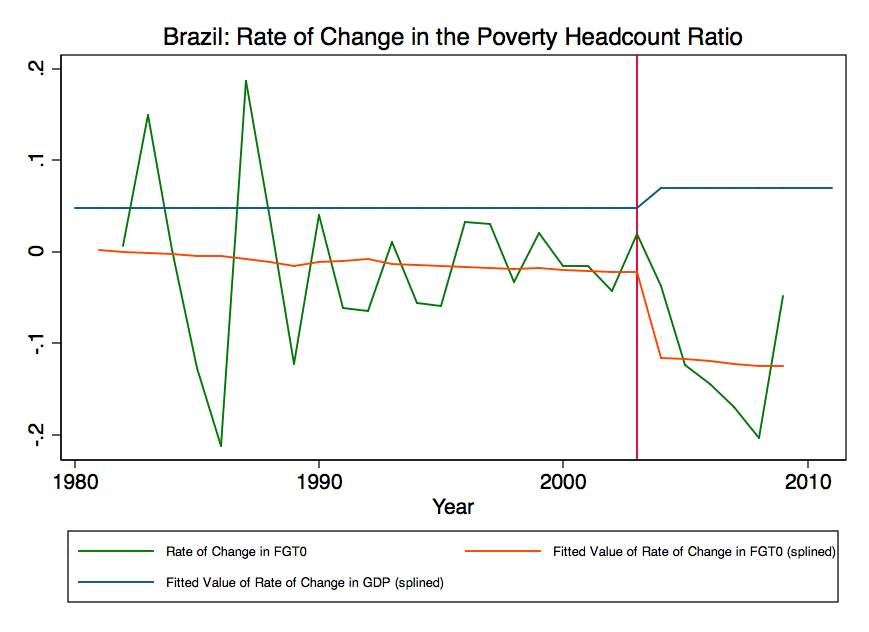 Brazil: Rate of Change in the Poverty Headcount Ratio
.2
.1
0
-.1
-.2
1980 1990 2000 2010
Year
Rate of Change in FGT0 Fitted Value of Rate of Change in FGT0 (splined)
Fitted Value of Rate of Change in GDP (splined)